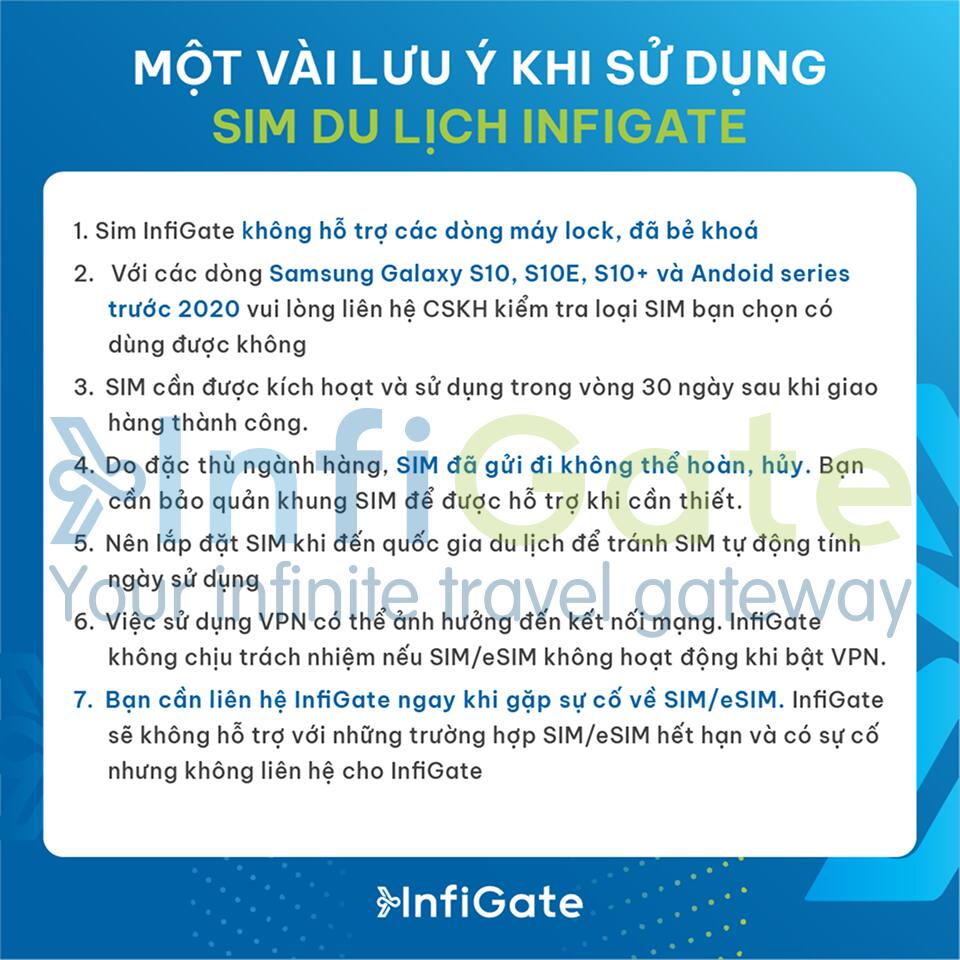 MỘT VÀI LƯU Ý KHI SỬ DỤNG
SIM DU LỊCH INFIGATE
1. Sim InfiGate không hỗ trợ các dòng máy lock, đã bẻ khoá
2. Với các dòng Samsung Galaxy S10, S10E, S10+ và Andoid series
trước 2020 vui lòng liên hệ CSKH kiểm tra loại SIM bạn chọn có
dùng được không
3. SIM cần được kích hoạt và sử dụng trong vòng 30 ngày sau khi giao
hàng thành công.
4. Do đặc thù ngành hàng, SIM đã gửi đi không thể hoàn, hủy. Bạn
cần bảo quản khung SIM để được hỗ trợ khi cần thiết.
5. Nên lắp đặt SIM khi đến quốc gia du lịch để tránh SIM tự động tính
ngày sử dụng
6. Việc sử dụng VPN có thể ảnh hưởng đến kết nối mạng. InfiGate
không chịu trách nhiệm nếu SIM/eSIM không hoạt động khi bật VPN.
7. Bạn cần liên hệ InfiGate ngay khi gặp sự cố về SIM/eSIM. InfiGate
sẽ không hỗ trợ với những trường hợp SIM/eSIM hết hạn và có sự cố
nhưng không liên hệ cho InfiGate
InfiGate
Your infinite travel gateway
InfiGate